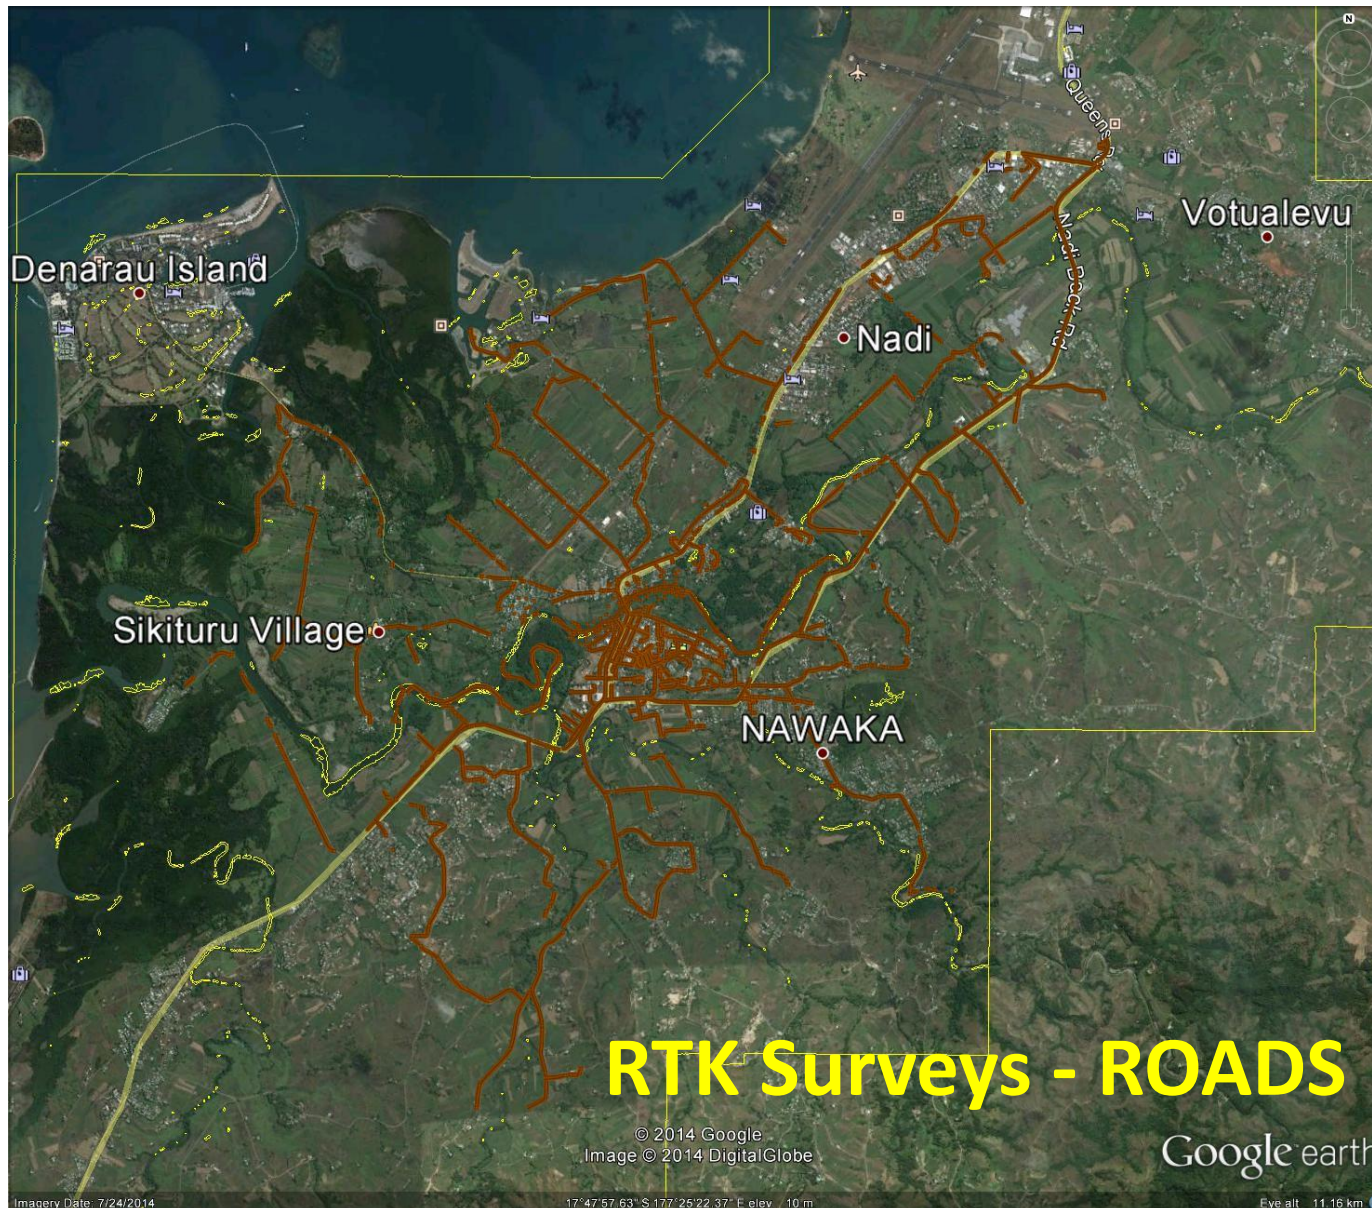 Queens R
Votualevu
Nadi Back Rd
Denarau Island
Nadi
Sikituru Village
NAWAKA
RTK Surveys - ROADS
© 2014 Google
Image © 2014 DigitalGlobe
Google earth
Imagery Date: 7/24/2014
17°47'57.63" S 177°25'22.37" E elev 10 m
Eye alt 11.16 km
N